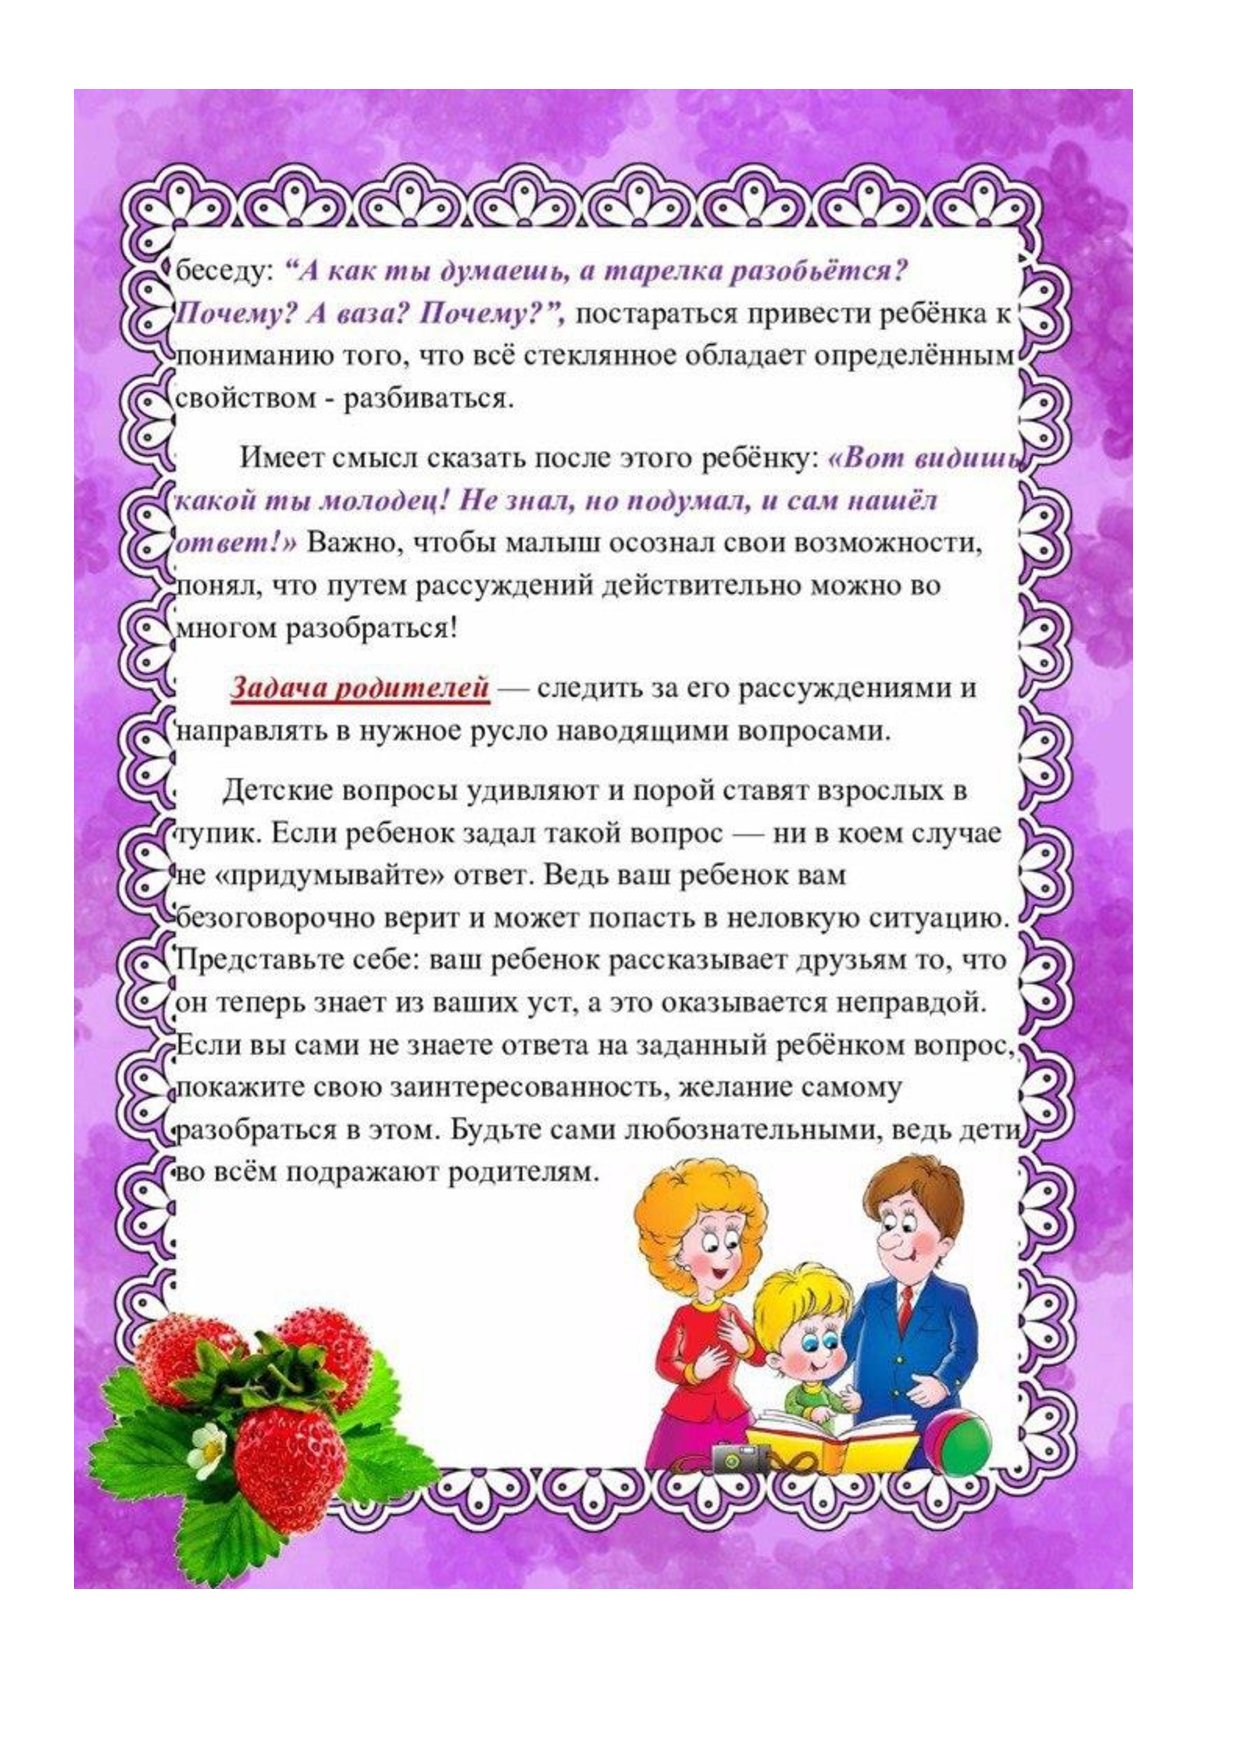 беседу: “А как ты думаешь, а тарелка разобьётся?
Почему? А ваза? Почему?”, постараться привести ребёнка к
пониманию того, что всё стеклянное обладает определённым
свойством - разбиваться.
Имеет смысл сказать после этого ребёнку: «Вот видишь,
какой ты молодец! Не знал, но подумал, и сам нашёл
ответ!» Важно, чтобы малыш осознал свои возможности,
понял, что путем рассуждений действительно можно во
многом разобраться!
Задача родителей — следить за его рассуждениями и
направлять в нужное русло наводящими вопросами.
Детские вопросы удивляют и порой ставят взрослых в
тупик. Если ребенок задал такой вопрос — ни в коем случае
не «придумывайте» ответ. Ведь ваш ребенок вам
безоговорочно верит и может попасть в неловкую ситуацию.
Представьте себе: ваш ребенок рассказывает друзьям то, что
он теперь знает из ваших уст, а это оказывается неправдой.
Если вы сами не знаете ответа на заданный ребёнком вопрос,
покажите свою заинтересованность, желание самому
разобраться в этом. Будьте сами любознательными, ведь дети
во всём подражают родителям.